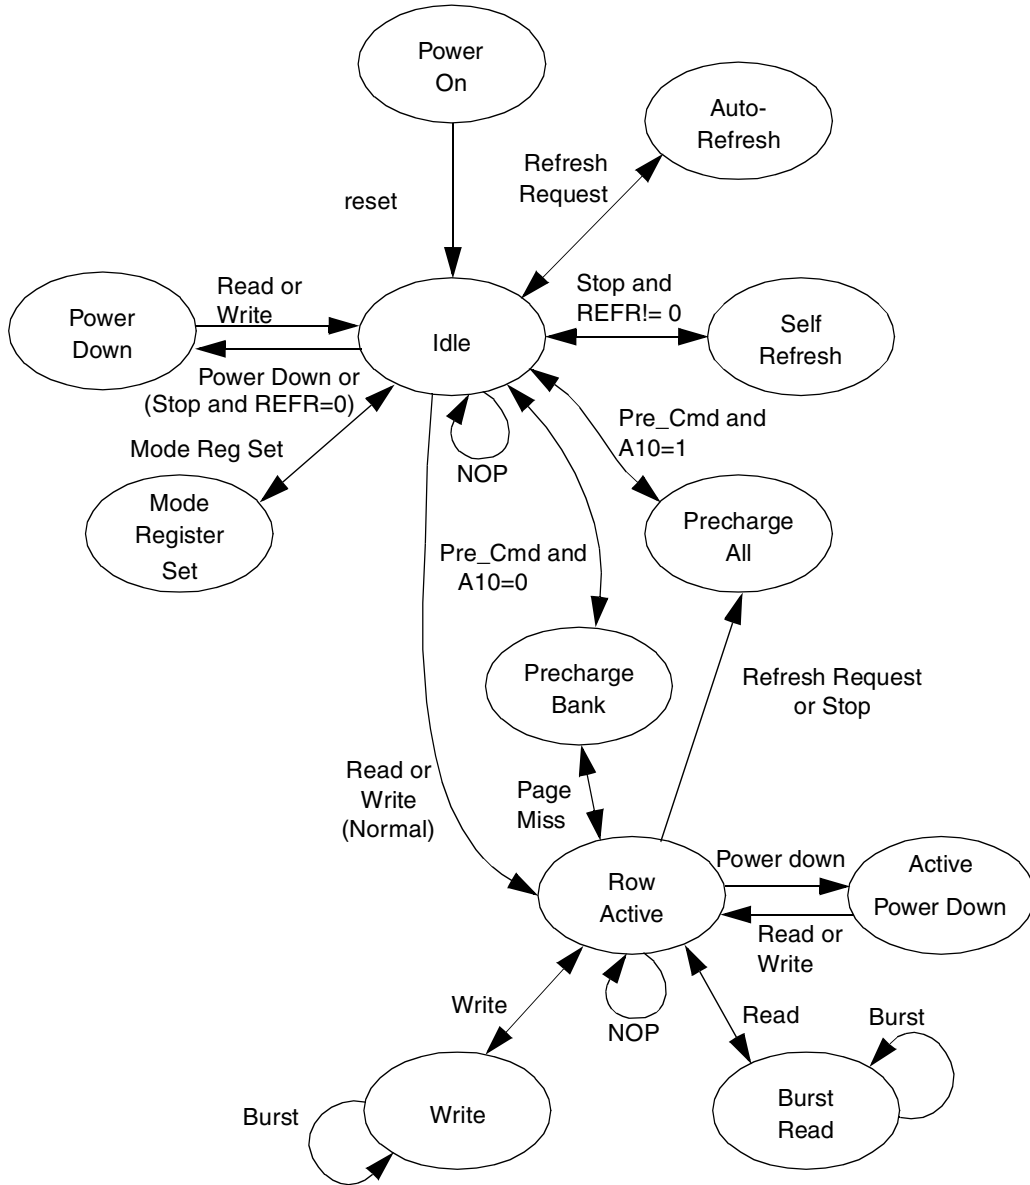 Power
On
Auto-
Refresh
Refresh
Request
reset
Read or
Write
Stop and
REFR!= 0
Power
Down
Idle
Self
Refresh
Power Down or
(Stop and REFR=0)
Pre_Cmd and
A10=1
Mode Reg Set
NOP
Mode
Register
Set
Precharge
All
Pre_Cmd and
A10=0
Precharge
Bank
Refresh Request
or Stop
Read or
Write
(Normal)
Page
Miss
Row
Active
Power down
Active
Power Down
Read or
Write
Write
NOP
Read
Burst
Burst
Write
Burst
Read